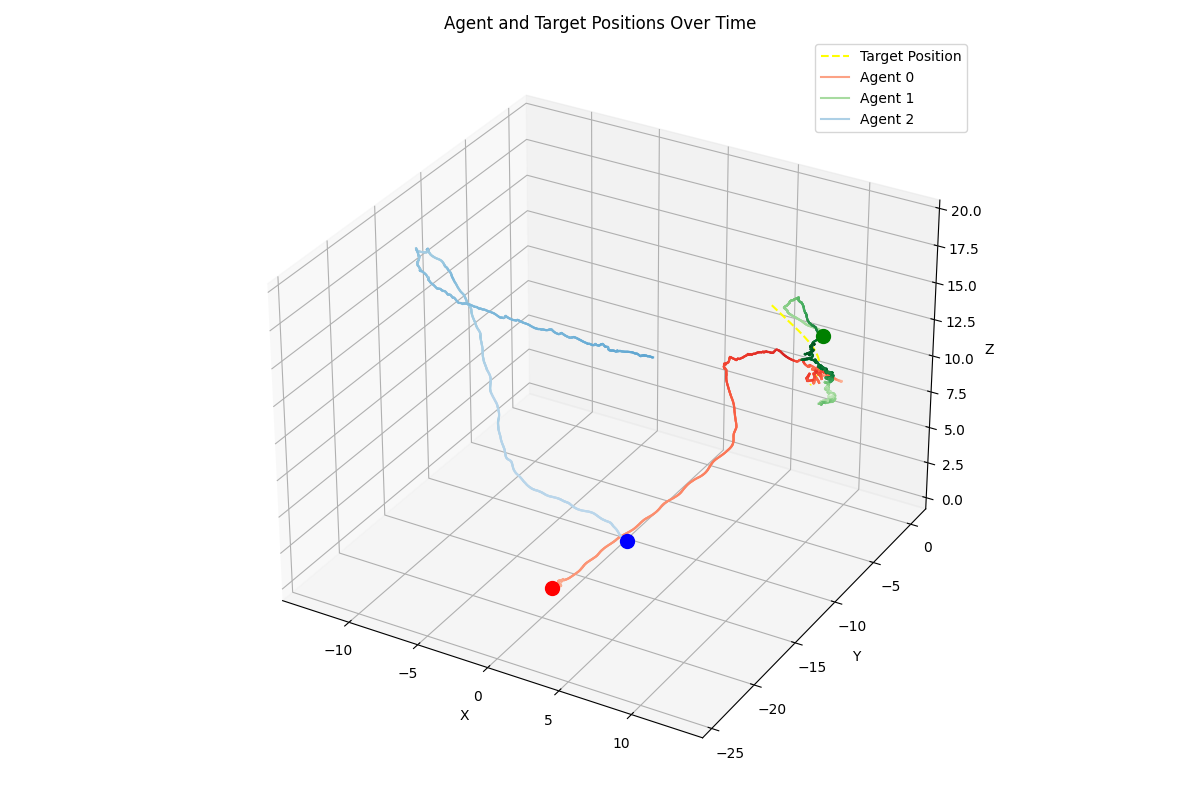 Agent and Target Positions Over Time
Target Position
Agent 0
Agent 1
Agent 2
20.0
17.5
15.0
12.5
10.0
7.5
5.0
2.5
0.0
Z
0
−5
−10
−15
−20
−25
Y
−10
−5
0
5
10
X